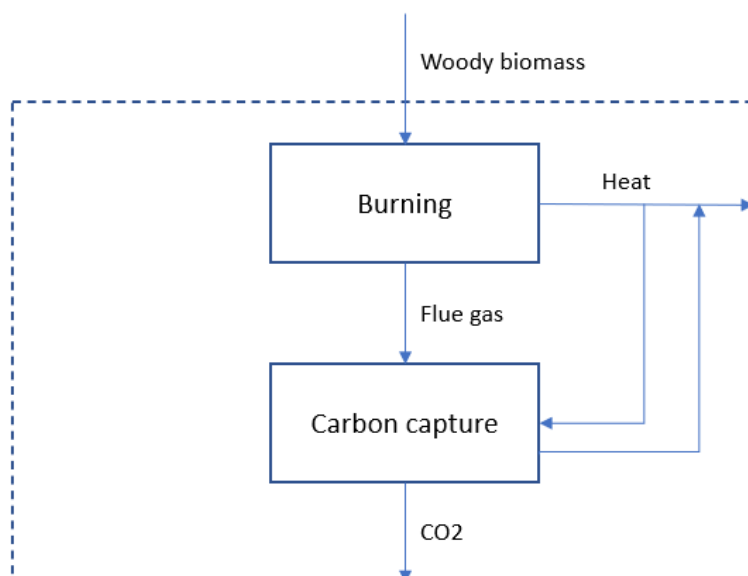 Woody biomass
Burning
Heat
Flue gas
Carbon capture
CO2